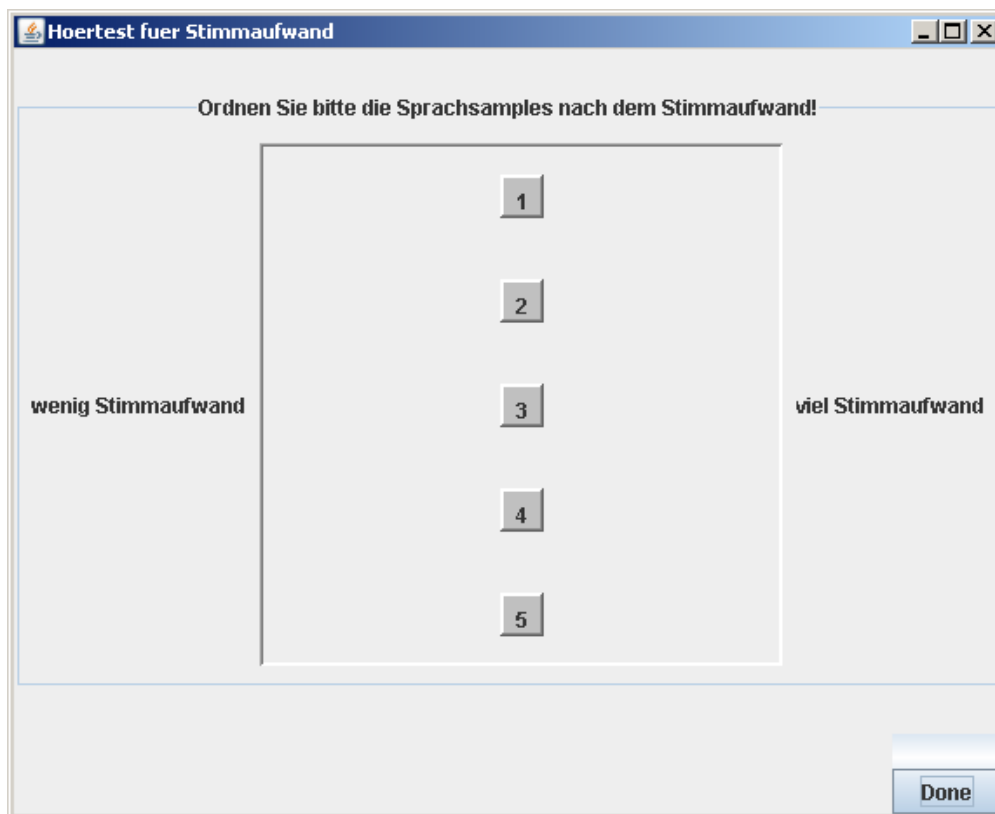 Hoertest fuer Stimmaufwand
Ordnen Sie bitte die Sprachsamples nach dem Stimmaufwand!
1
2
wenig Stimmaufwand 3 viel Stimmaufwand
4
5
Done